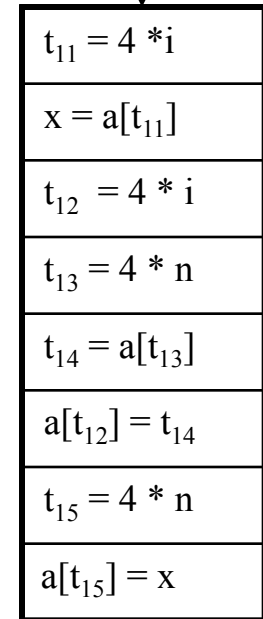 t₁₁ = 4 *i
x = a[t₁₁]
t₁₂ = 4 * i
t₁₃ = 4 * n
t₁₄ = a[t₁₃]
a[t₁₂] = t₁₄
t₁₅ = 4 * n
a[t₁₅] = x